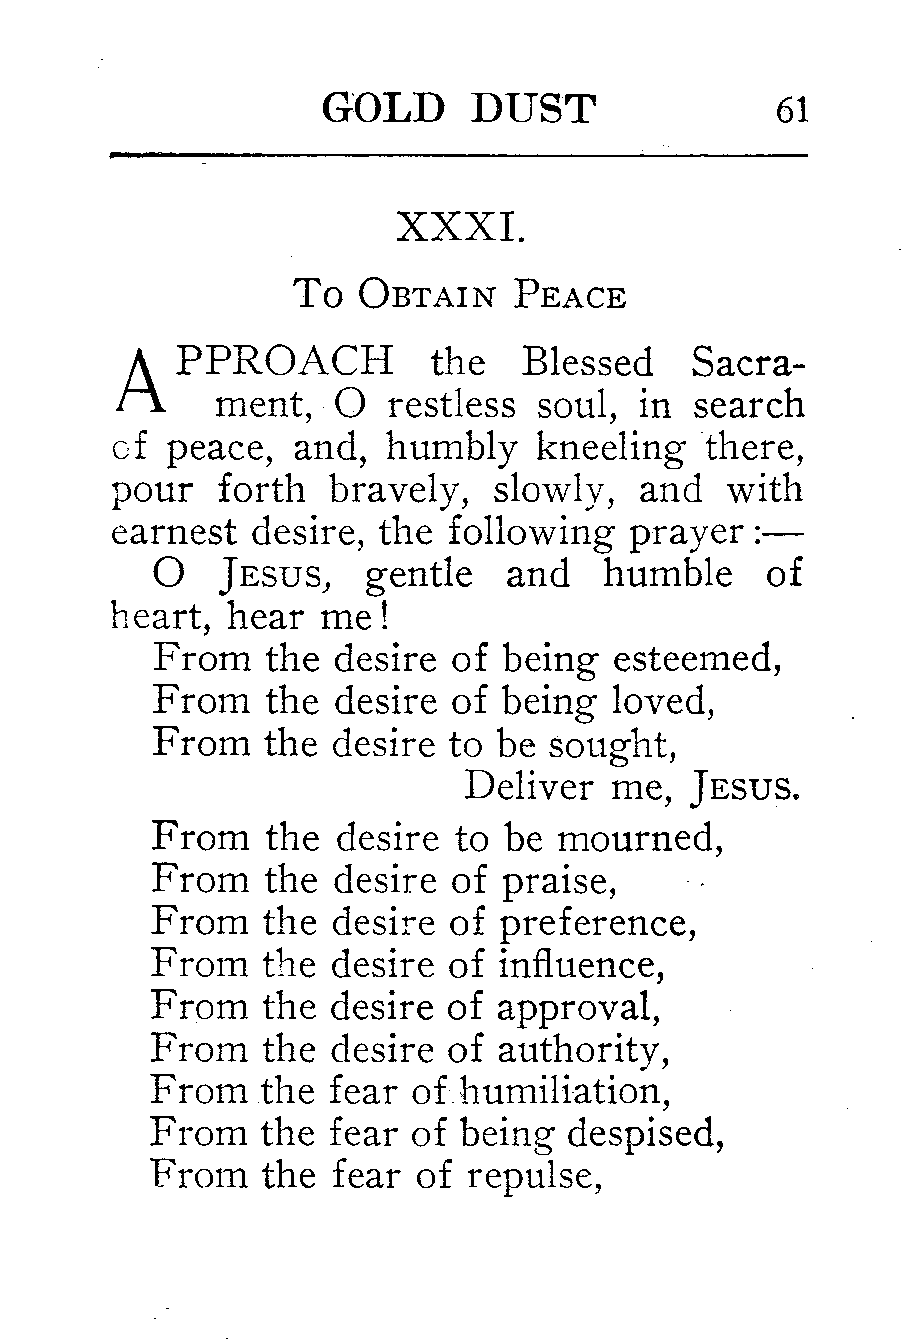 GOLD DUST 61
XXXI.
TO OBTAIN PEACE
APPROACH the Blessed Sacra-
ment, O restless soul, in search
of peace, and, humbly kneeling there,
pour forth bravely, slowly, and with
earnest desire, the following prayer :—
O JESUS, gentle and humble of
heart, hear me!
From the desire of being esteemed,
From the desire of being loved,
From the desire to be sought,
Deliver me, JESUS.
From the desire to be mourned,
From the desire of praise,
From the desire of preference,
From the desire of influence,
From the desire of approval,
From the desire of authority,
From the fear of humiliation,
From the fear of being despised,
From the fear of repulse,